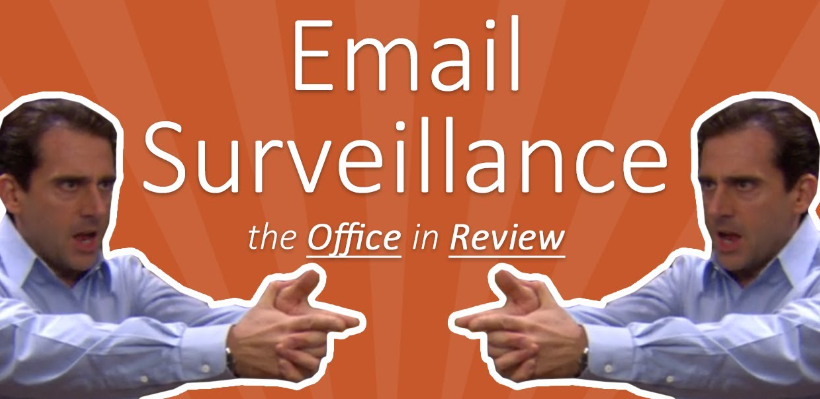 Email
Surveillance
the Office in Review